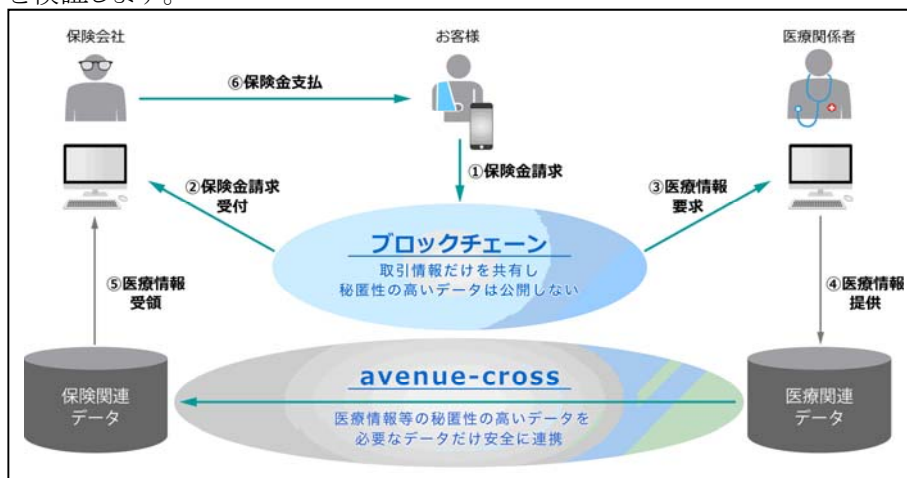 を検証します。
保険会社
お客様
医療関係者
⑥保険金支払
①保険金請求
②保険金請求
受付
③医療情報
要求
ブロックチェーン
取引情報だけを共有し
秘匿性の高いデータは公開しない
⑤医療情報
受領
④医療情報
提供
保険関連
データ
avenue-cross
医療情報等の秘匿性の高いデータを
必要なデータだけ安全に連携
医療関連
データ